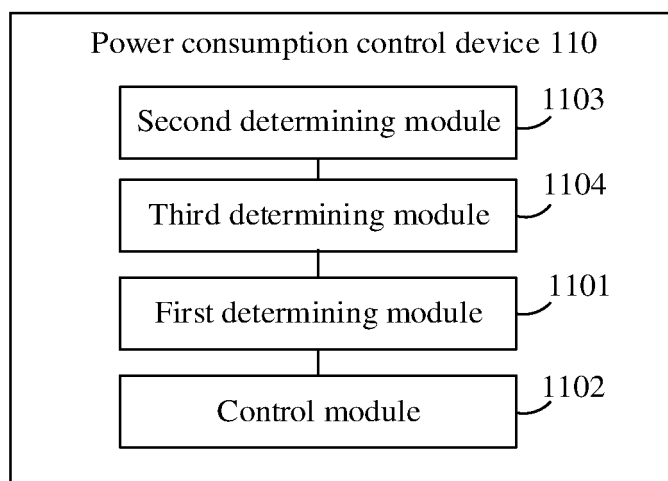 Power consumption control device 110
1103
Second determining module
1104
Third determining module
1101
First determining module
1102
Control module